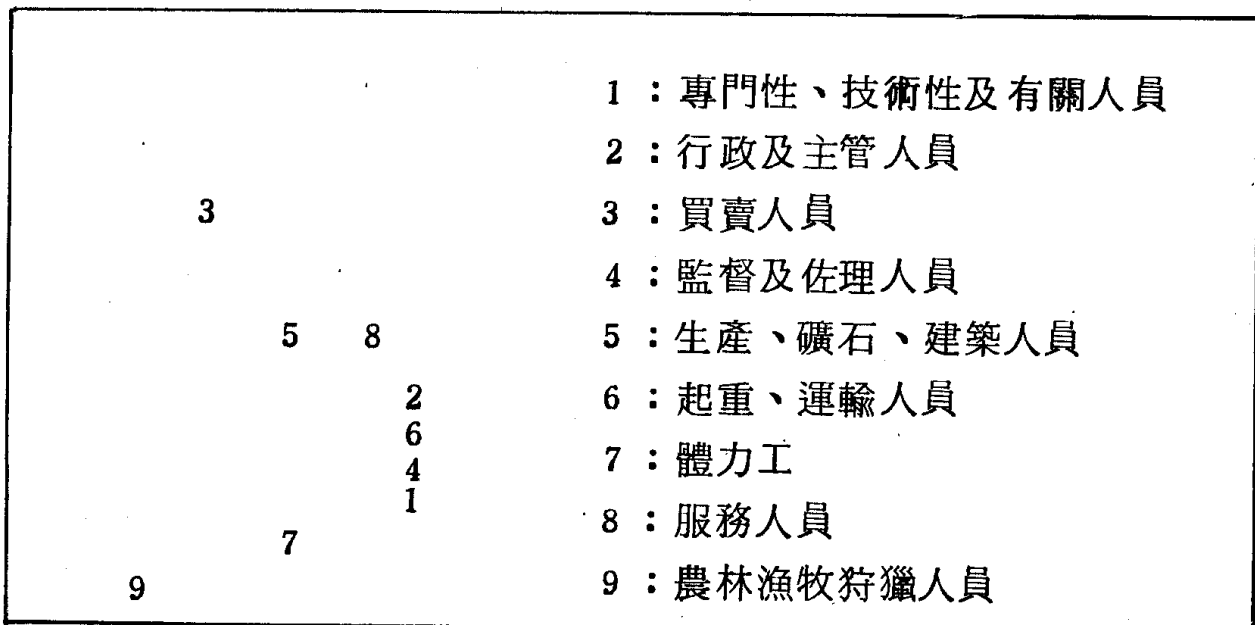 1：專門性、技術性及有關人員
2：行政及主管人員
3
3：買賣人員
4：監督及佐理人員
5 8
5：生產、礦石、建築人員
2
6：起重、運輸人員
6
4
7：體力工
1
8：服務人員
7
9
9：農林漁牧狩獵人員